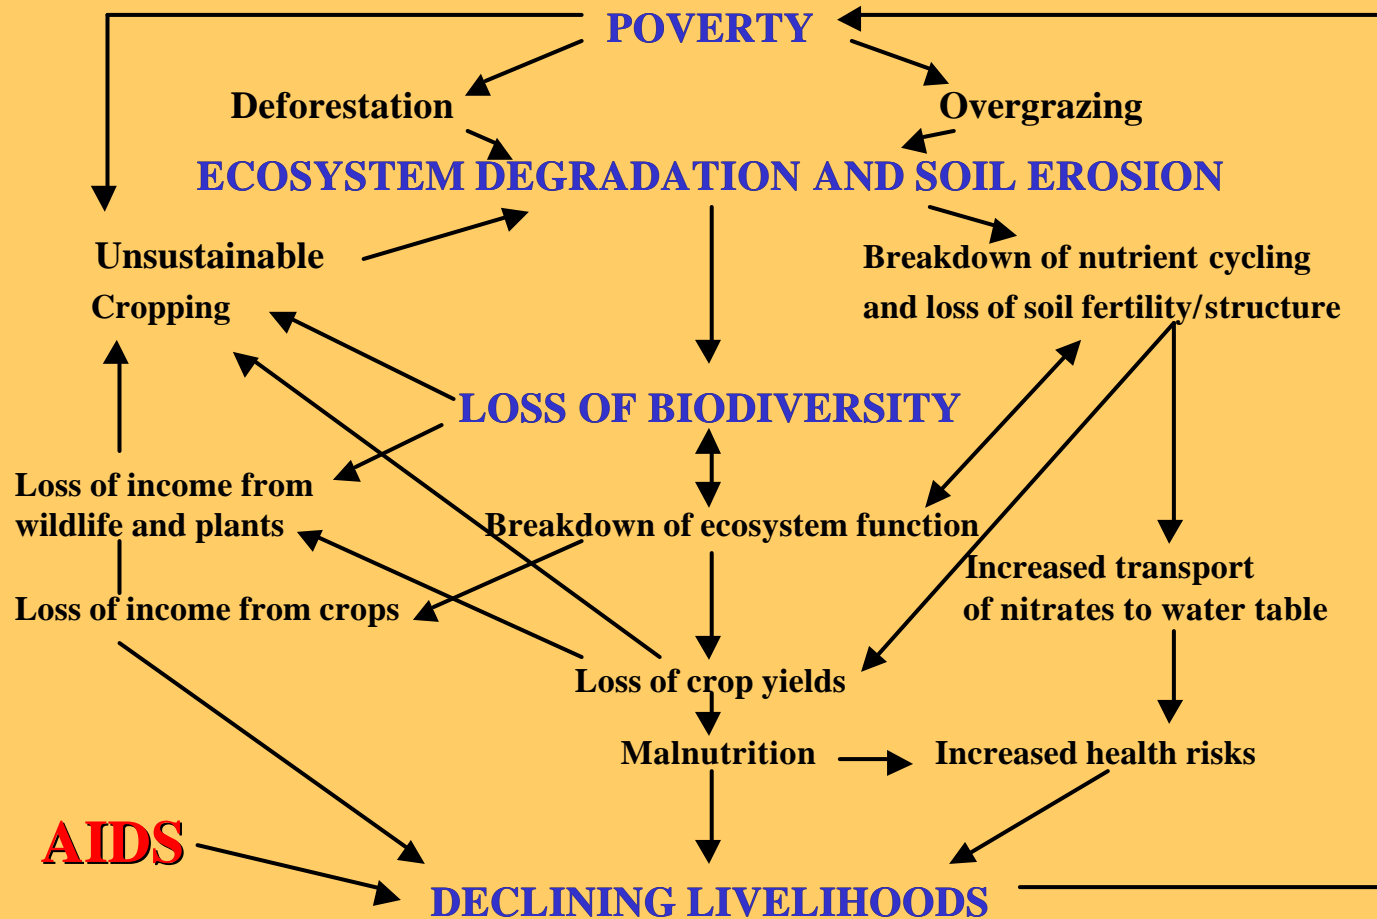 POVERTY
Deforestation
Overgrazing
ECOSYSTEM DEGRADATION AND SOIL EROSION
Unsustainable
Cropping
Breakdown of nutrient cycling
and loss of soil fertility/structure
LOSS OF BIODIVERSITY
Loss of income from
wildlife and plants
Breakdown of ecosystem function
Increased transport
of nitrates to water table
Loss of income from crops
Loss of crop yields
Malnutrition
Increased health risks
AIDS
DECLINING LIVELIHOODS